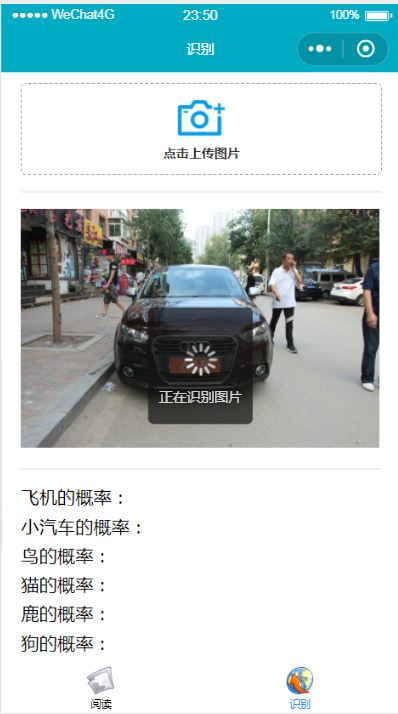 WeChat4G 23:50 100%
识别
点击上传图片
正在识别图片
飞机的概率：
小汽车的概率：
鸟的概率：
猫的概率：
鹿的概率：
狗的概率：
阅读 识别